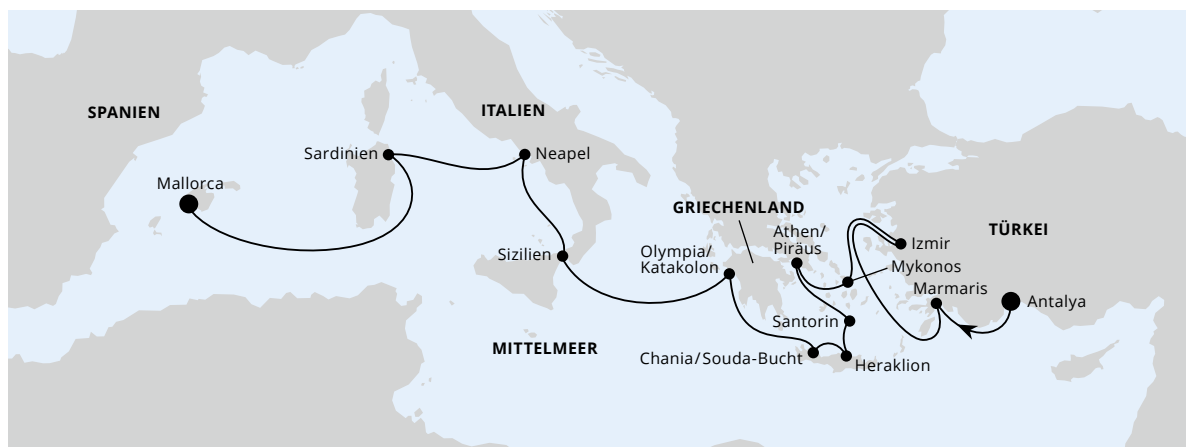 SPANIEN
ITALIEN
Sardinien
Neapel
Mallorca
GRIECHENLAND
Athen/
Piräus
TÜRKEI
Izmir
Sizilien
Olympia/
Katakolon
Mykonos
Marmaris
Antalya
Santorin
MITTELMEER
Chania/Souda-Bucht
Heraklion